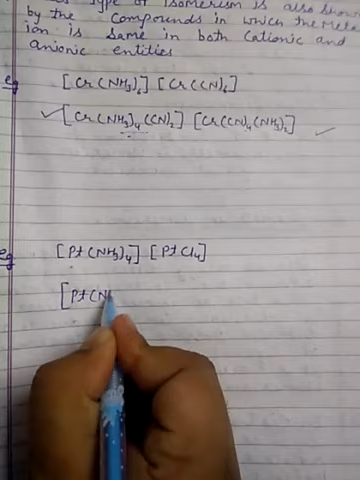 Type of Isomerism is also shown
by the Compounds in which the Metal
ion is same in both Cationic and
anionic entities
eg [Cr(NH₃)₆] [Cr(CN)₆]
✓[Cr(NH₃)₄(CN)₂] [Cr(CN)₄(NH₃)₂] ✓
eg [Pt(NH₃)₄] [PtCl₄]
[Pt(N